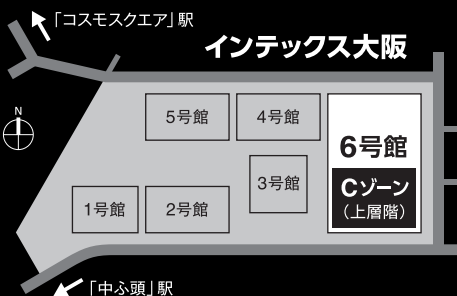 「コスモスクエア」駅
インテックス大阪
N
5号館
4号館
6号館
3号館
Cゾーン
(上層階)
1号館
2号館
「中ふ頭」駅